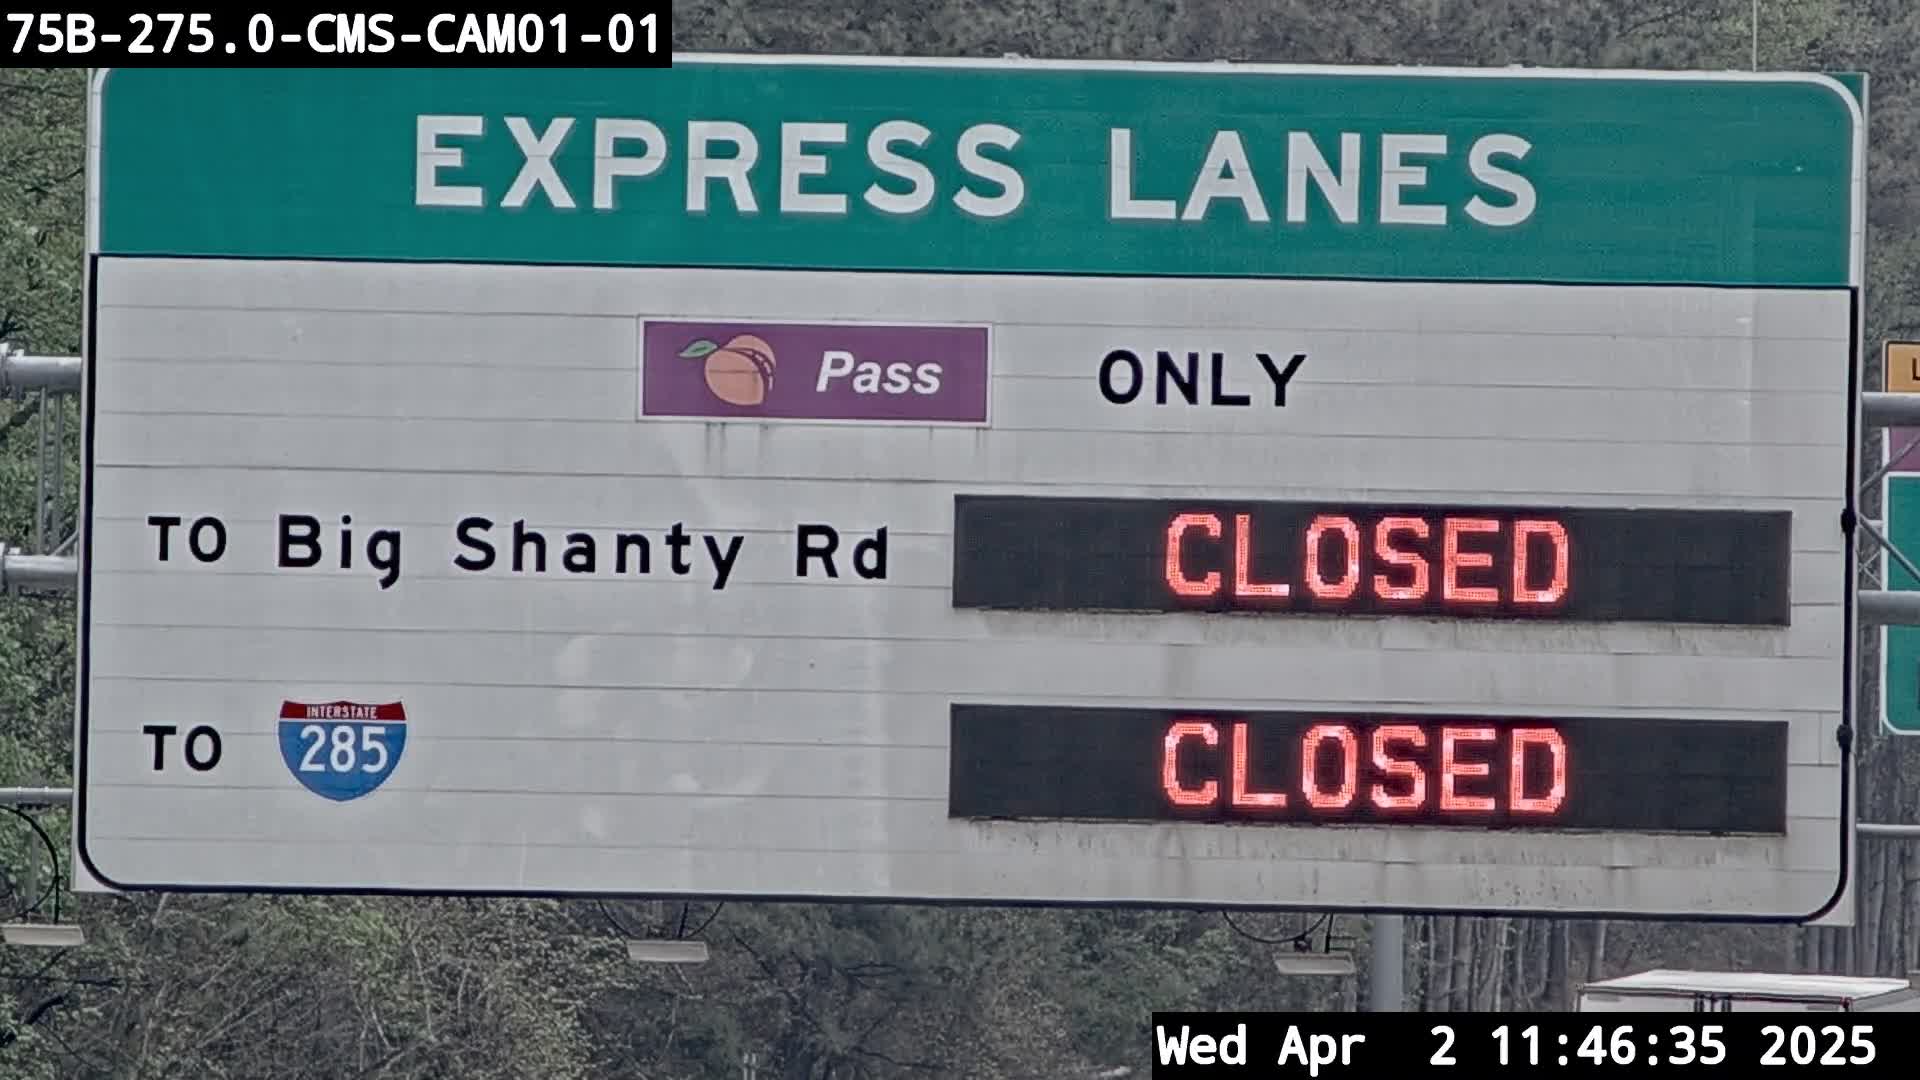 75B-275.0-CMS-CAM01-01
EXPRESS LANES
Pass ONLY
TO Big Shanty Rd CLOSED
TO INTERSTATE 285 CLOSED
Wed Apr 2 11:46:35 2025